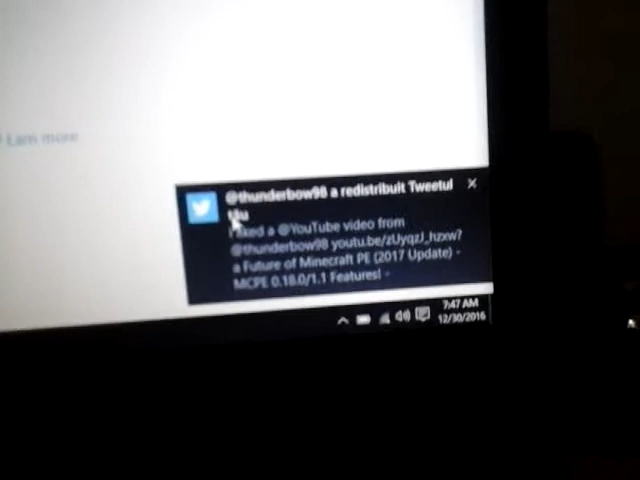 Learn more
@thunderbow98 a redistribuit Tweetul
tău
I liked a @YouTube video from
@thunderbow98 youtu.be/zUyqzJ_hzxw?
a Future of Minecraft PE (2017 Update) -
MCPE 0.18.0/1.1 Features! -
7:47 AM
12/30/2016